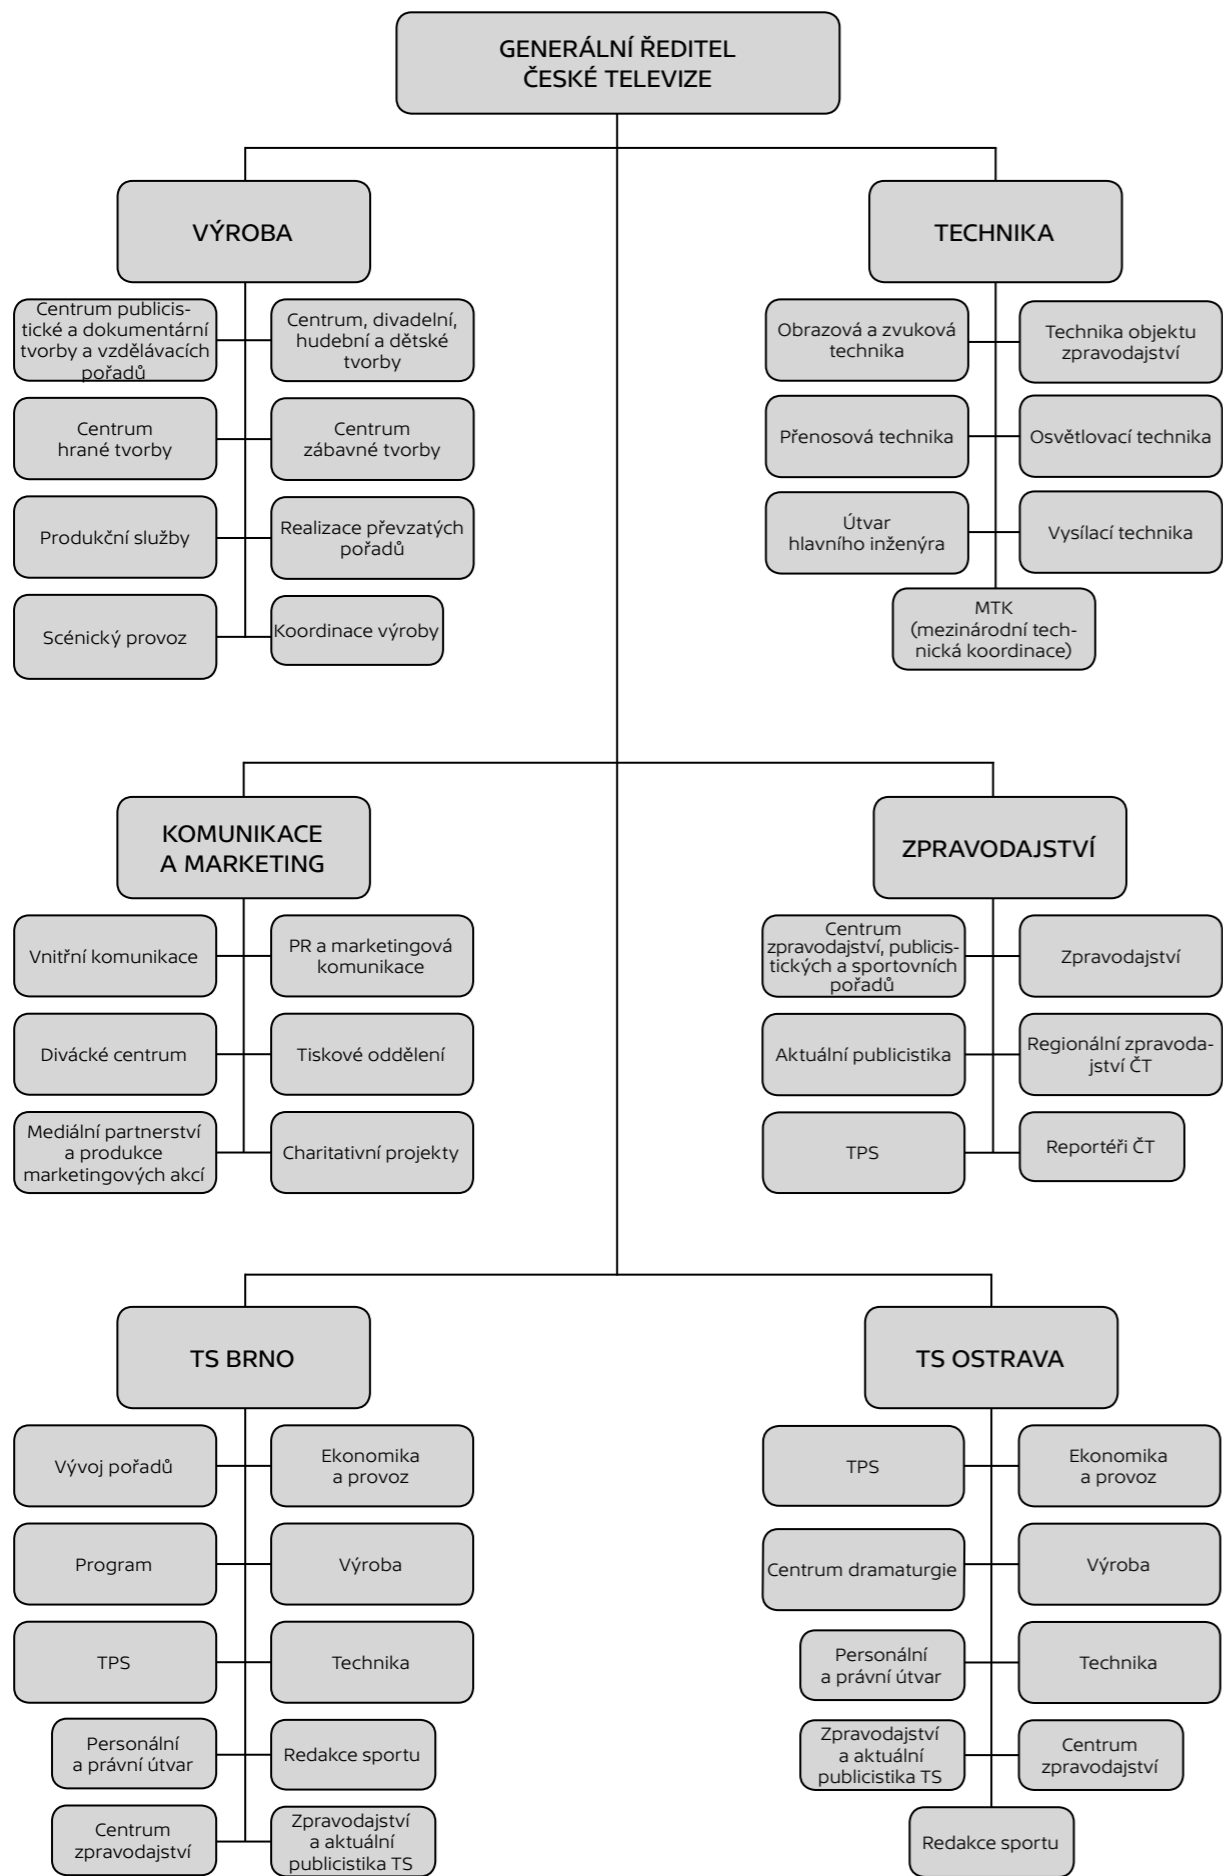 GENERÁLNÍ ŘEDITEL
ČESKÉ TELEVIZE
VÝROBA
Centrum publicis-
tické a dokumentární
tvorby a vzdělávacích
pořadů
Centrum, divadelní,
hudební a dětské
tvorby
Centrum
hrané tvorby
Centrum
zábavné tvorby
Produkční služby
Realizace převzatých
pořadů
Scénický provoz
Koordinace výroby
TECHNIKA
Obrazová a zvuková
technika
Technika objektu
zpravodajství
Přenosová technika
Osvětlovací technika
Útvar
hlavního inženýra
Vysílací technika
MTK
(mezinárodní tech-
nická koordinace)
KOMUNIKACE
A MARKETING
Vnitřní komunikace
PR a marketingová
komunikace
Divácké centrum
Tiskové oddělení
Mediální partnerství
a produkce
marketingových akcí
Charitativní projekty
ZPRAVODAJSTVÍ
Centrum
zpravodajství, publicis-
tických a sportovních
pořadů
Zpravodajství
Aktuální publicistika
Regionální zpravoda-
jství ČT
TPS
Reportéři ČT
TS BRNO
Vývoj pořadů
Ekonomika
a provoz
Program
Výroba
TPS
Technika
Personální
a právní útvar
Redakce sportu
Centrum
zpravodajství
Zpravodajství
a aktuální
publicistika TS
TS OSTRAVA
TPS
Ekonomika
a provoz
Centrum dramaturgie
Výroba
Personální
a právní útvar
Technika
Zpravodajství
a aktuální
publicistika TS
Centrum
zpravodajství
Redakce sportu